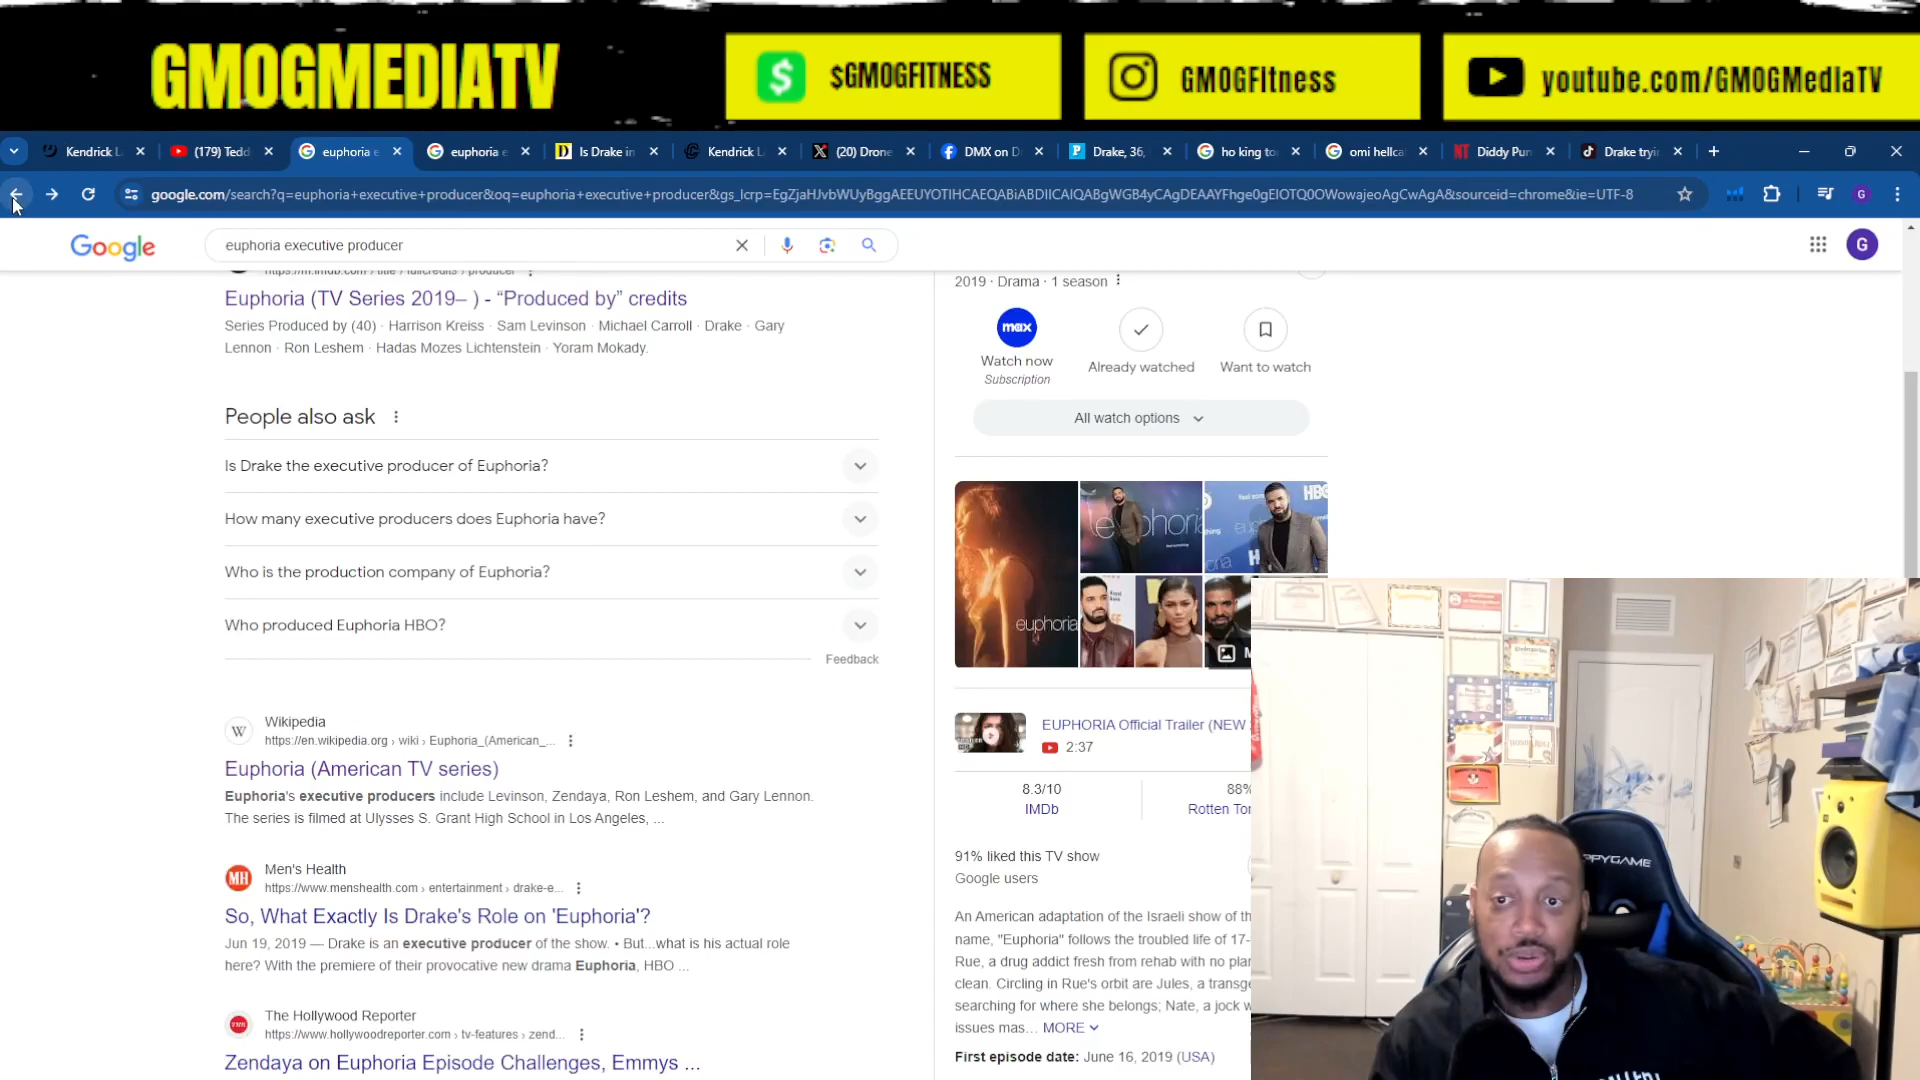 GMOGMEDIATV
$GMOGFITNESS
GMOGFitness
youtube.com/GMOGMediaTV
Kendrick L
(179) Tedd
euphoria e
euphoria e
Is Drake in
Kendrick L
(20) Drone
DMX on D
Drake, 36,
ho king to
omi hellca
Diddy Pun
Drake tryi
google.com/search?q=euphoria+executive+producer&oq=euphoria+executive+producer&gs_lcrp=EgZjaHJvbWUyBggAEEUYOTIHCAEQABiABDIICAIQABgWGB4yCAgDEAAYFhge0gEIOTQ0OWowajeoAgCwAgA&sourceid=chrome&ie=UTF-8
Google
euphoria executive producer
G
Euphoria (TV Series 2019– ) - “Produced by” credits
Series Produced by (40) · Harrison Kreiss · Sam Levinson · Michael Carroll · Drake · Gary
Lennon · Ron Leshem · Hadas Mozes Lichtenstein · Yoram Mokady.
People also ask
Is Drake the executive producer of Euphoria?
How many executive producers does Euphoria have?
Who is the production company of Euphoria?
Who produced Euphoria HBO?
Feedback
Wikipedia
https://en.wikipedia.org › wiki › Euphoria_(American_...
Euphoria (American TV series)
Euphoria's executive producers include Levinson, Zendaya, Ron Leshem, and Gary Lennon.
The series is filmed at Ulysses S. Grant High School in Los Angeles, ...
MH
Men's Health
https://www.menshealth.com › entertainment › drake-e...
So, What Exactly Is Drake's Role on 'Euphoria'?
Jun 19, 2019 — Drake is an executive producer of the show. • But...what is his actual role
here? With the premiere of their provocative new drama Euphoria, HBO ...
The Hollywood Reporter
https://www.hollywoodreporter.com › tv-features › zend...
Zendaya on Euphoria Episode Challenges, Emmys ...
2019 · Drama · 1 season
max
Watch now
Subscription
Already watched
Want to watch
All watch options
euphoria
EUPHORIA Official Trailer (NEW
2:37
8.3/10
IMDb
88%
Rotten Tor
91% liked this TV show
Google users
An American adaptation of the Israeli show of th
name, "Euphoria" follows the troubled life of 17-
Rue, a drug addict fresh from rehab with no plan
clean. Circling in Rue's orbit are Jules, a transge
searching for where she belongs; Nate, a jock w
issues mas... MORE
First episode date: June 16, 2019 (USA)